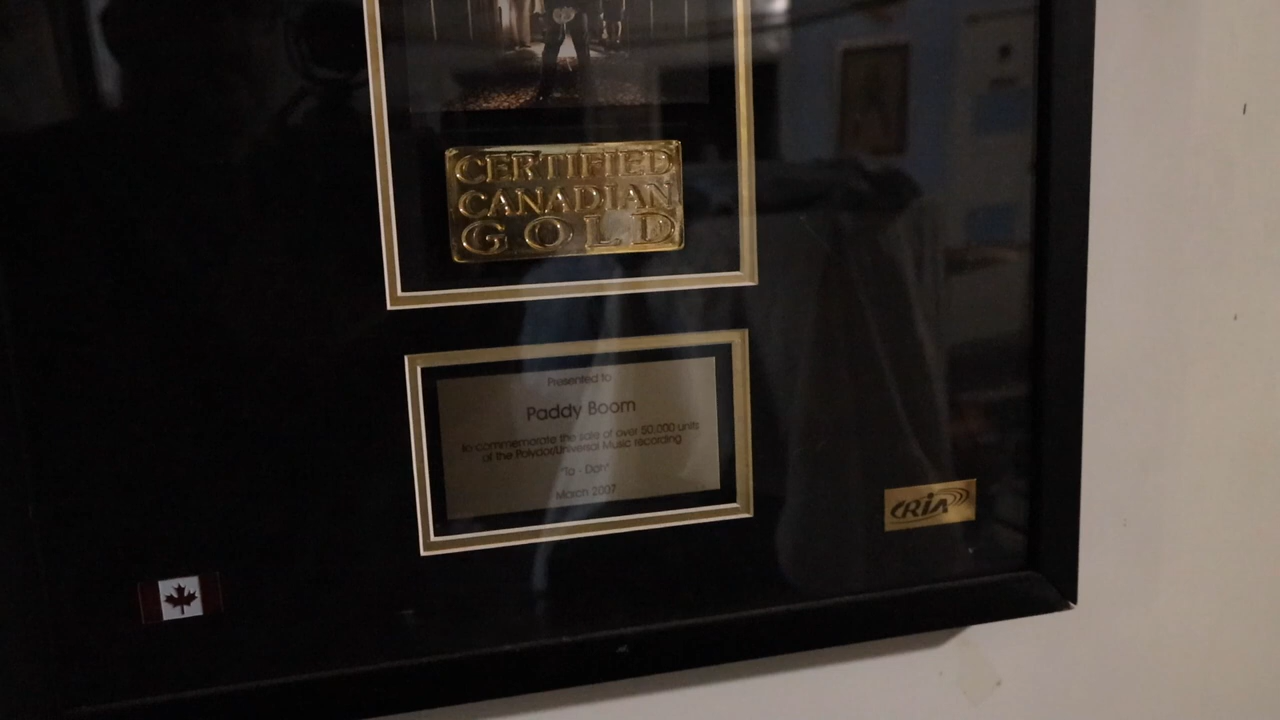 CERTIFIED
CANADIAN
GOLD
Presented to
Paddy Boom
to commemorate the sale of over 50,000 units
of the Polydor/Universal Music recording
"Ta - Dah"
March 2007
CRIA